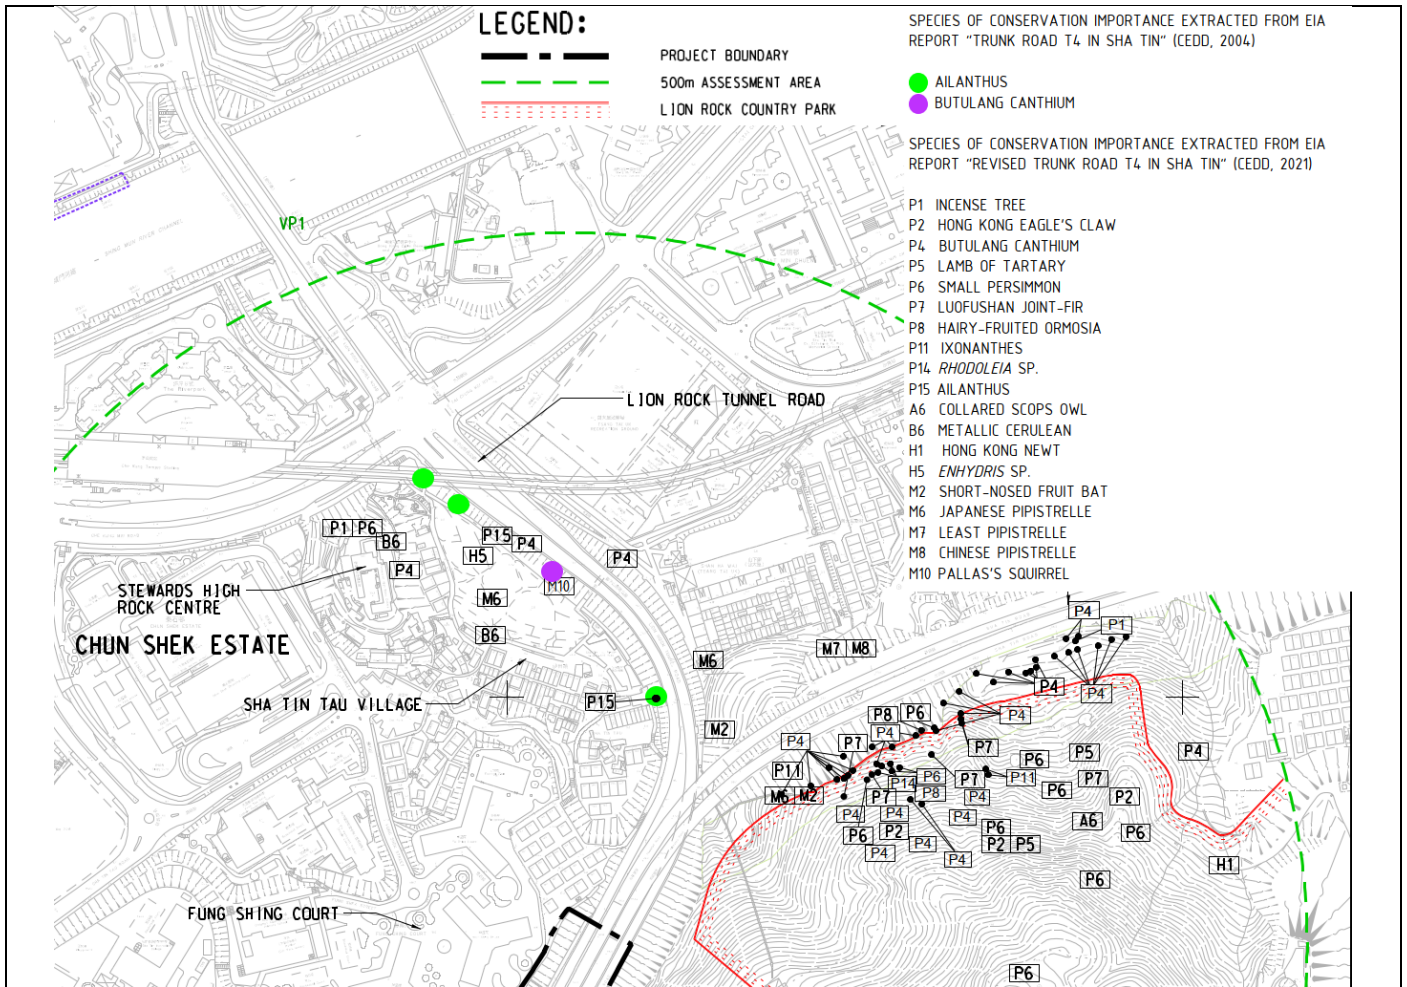 LEGEND:
PROJECT BOUNDARY
500m ASSESSMENT AREA
LION ROCK COUNTRY PARK
SPECIES OF CONSERVATION IMPORTANCE EXTRACTED FROM EIA
REPORT "TRUNK ROAD T4 IN SHA TIN" (CEDD, 2004)
AILANTHUS
BUTULANG CANTHIUM
SPECIES OF CONSERVATION IMPORTANCE EXTRACTED FROM EIA
REPORT "REVISED TRUNK ROAD T4 IN SHA TIN" (CEDD, 2021)
P1 INCENSE TREE
P2 HONG KONG EAGLE'S CLAW
P4 BUTULANG CANTHIUM
P5 LAMB OF TARTARY
P6 SMALL PERSIMMON
P7 LUOFUSHAN JOINT-FIR
P8 HAIRY-FRUITED ORMOSIA
P11 IXONANTHES
P14 RHODOLEIA SP.
P15 AILANTHUS
A6 COLLARED SCOPS OWL
B6 METALLIC CERULEAN
H1 HONG KONG NEWT
H5 ENHYDRIS SP.
M2 SHORT-NOSED FRUIT BAT
M6 JAPANESE PIPISTRELLE
M7 LEAST PIPISTRELLE
M8 CHINESE PIPISTRELLE
M10 PALLAS'S SQUIRREL
VP1
LION ROCK TUNNEL ROAD
P1 P6
B6
P15
P4
H5
P4
P4
M10
STEWARDS HIGH
ROCK CENTRE
M6
CHUN SHEK ESTATE
B6
M7 M8
M6
SHA TIN TAU VILLAGE
P15
M2
P4
P1
P4
P4
P8
P6
P4
P4
P4
P7
P7
P4
P6
P5
P11
P14
P6
P7
P11
P7
M6 M2
P7
P8
P4
P6
P2
P4
P4
P4
P6
A6
P6
P2
P6
P2 P5
P4
P4
P4
H1
P6
FUNG SHING COURT
P6